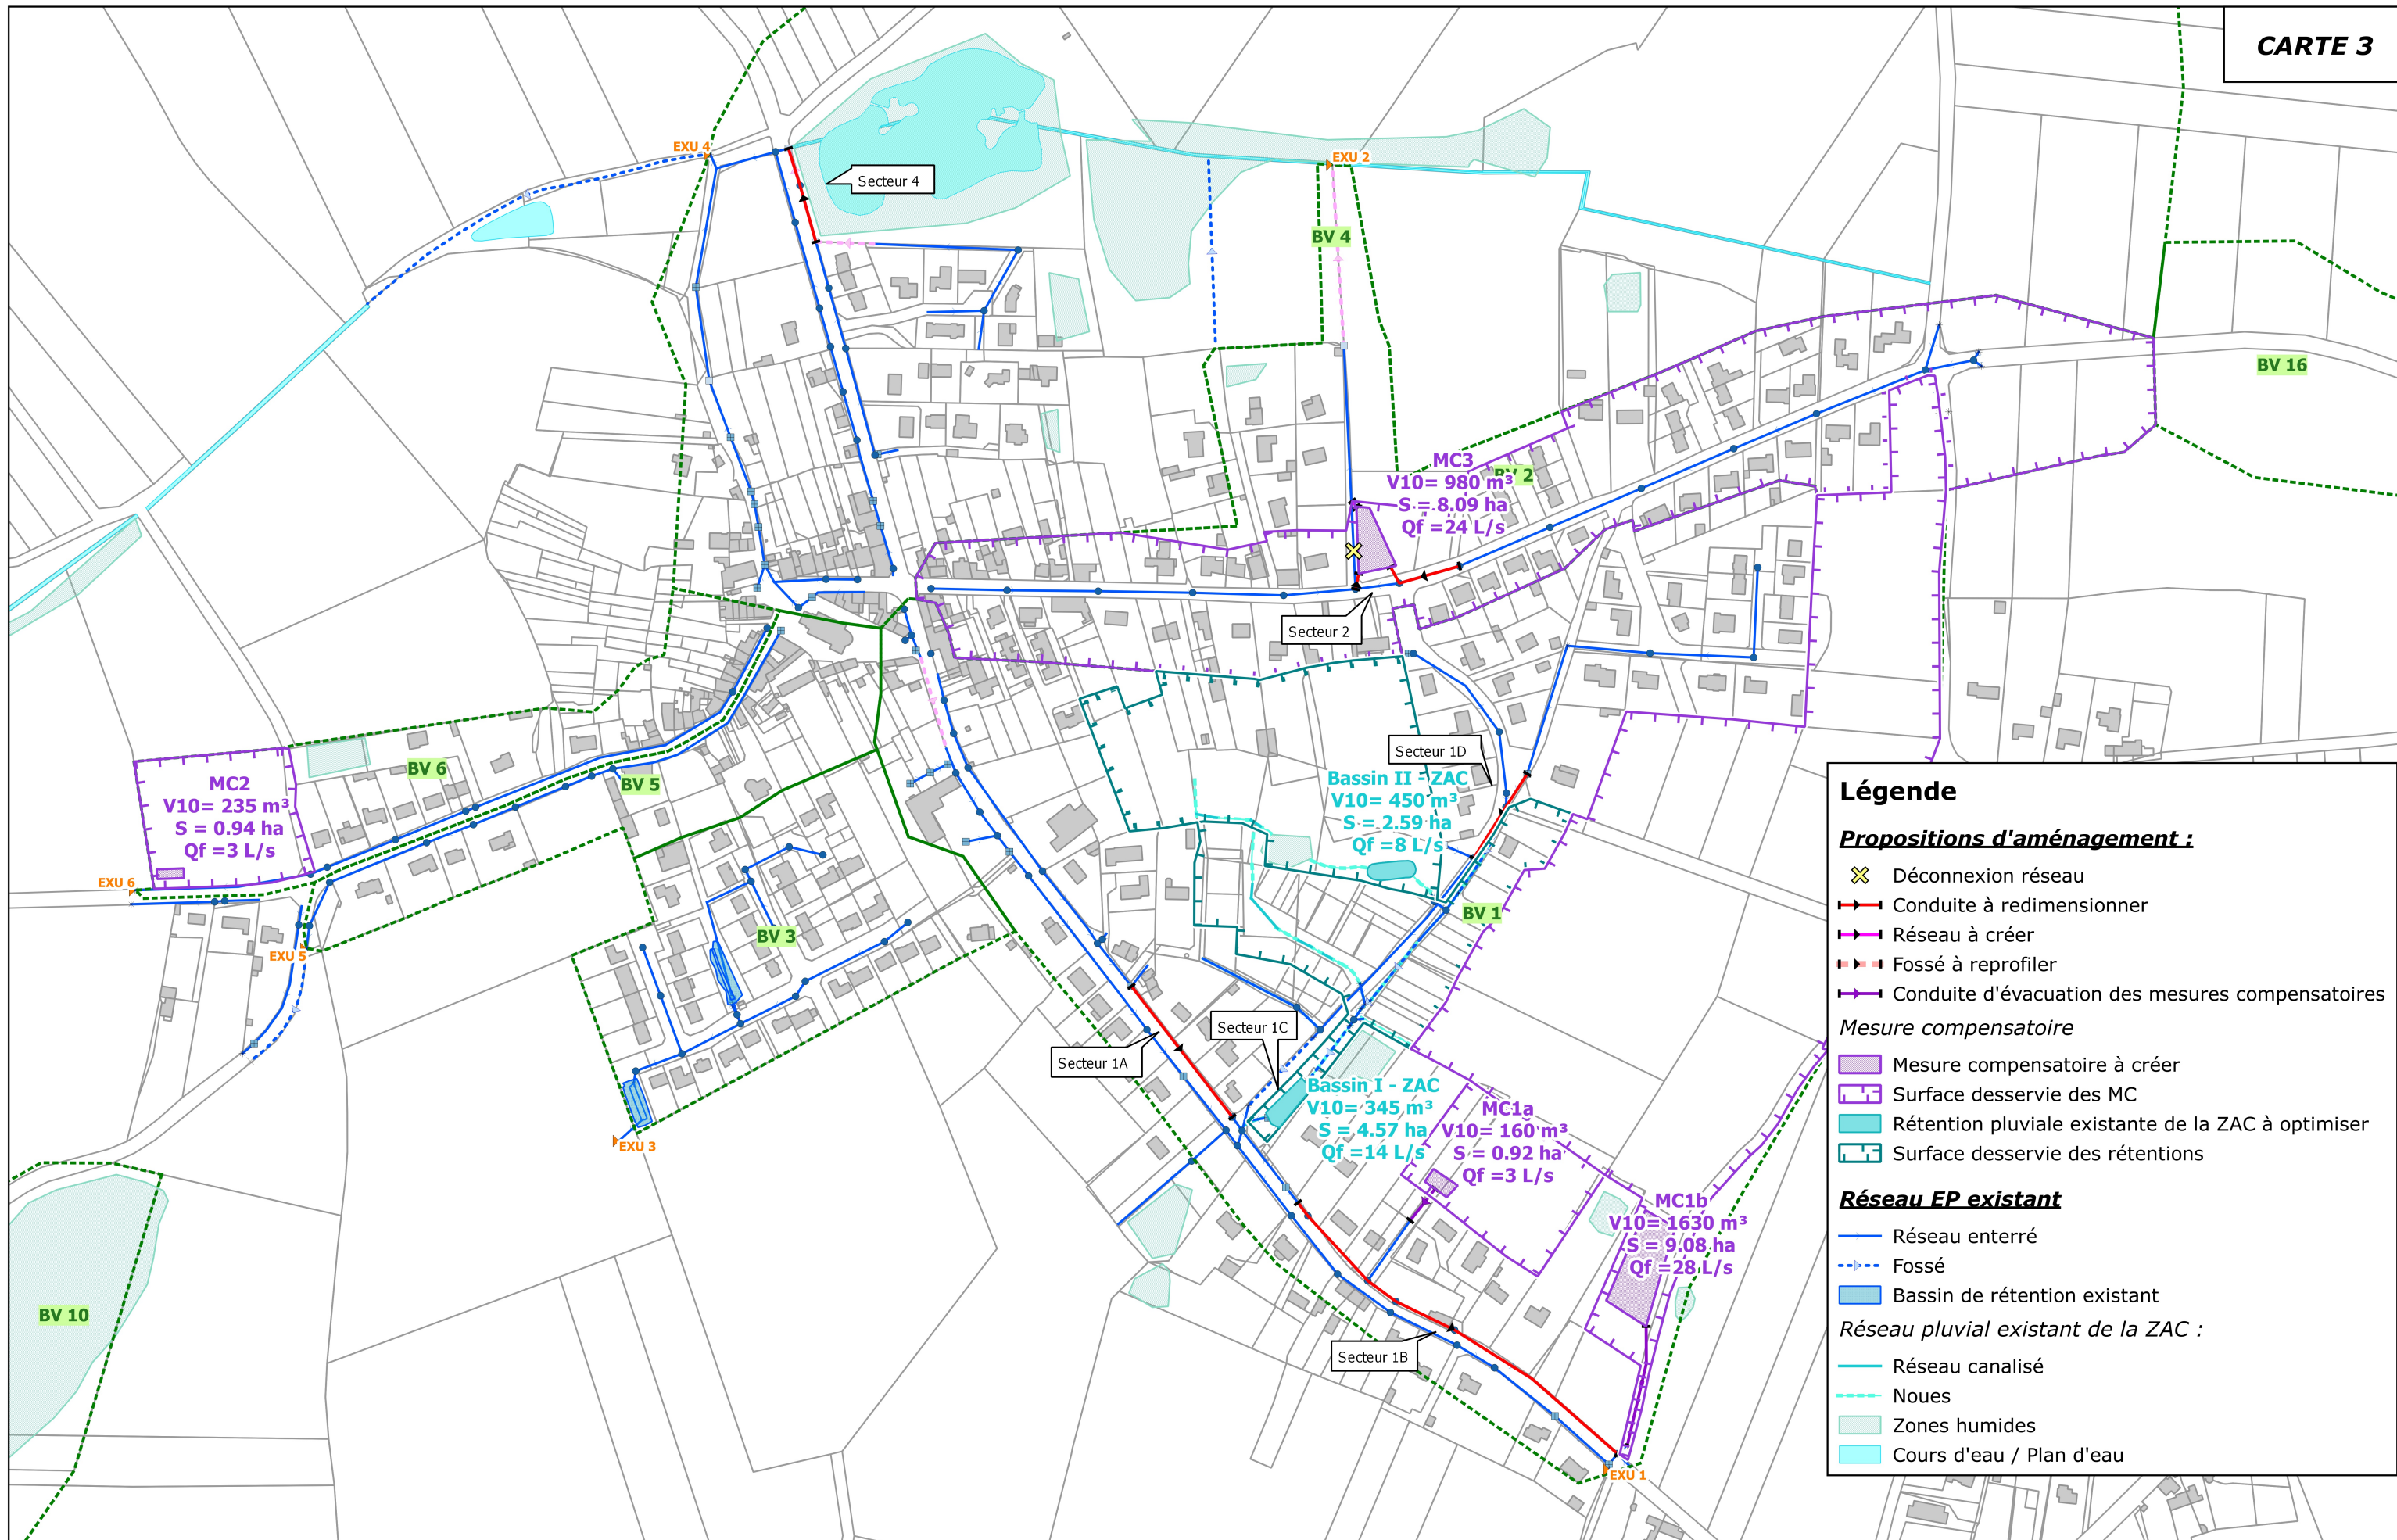 CARTE 3
EXU 4
EXU 2
Secteur 4
BV 4
BV 16
MC3
BV 2
V10= 980 m³
S = 8.09 ha
Qf =24 L/s
Secteur 2
Secteur 1D
MC2
V10= 235 m³
S = 0.94 ha
Qf =3 L/s
BV 6
BV 5
Bassin II - ZAC
V10= 450 m³
S = 2.59 ha
Qf =8 L/s
EXU 6
BV 1
BV 3
EXU 5
Secteur 1C
Secteur 1A
Bassin I - ZAC
V10= 345 m³
S = 4.57 ha
Qf =14 L/s
MC1a
V10= 160 m³
S = 0.92 ha
Qf =3 L/s
EXU 3
MC1b
V10= 1630 m³
S = 9.08 ha
Qf =28 L/s
BV 10
Secteur 1B
EXU 1
Légende
Propositions d'aménagement :
Déconnexion réseau
Conduite à redimensionner
Réseau à créer
Fossé à reprofiler
Conduite d'évacuation des mesures compensatoires
Mesure compensatoire
Mesure compensatoire à créer
Surface desservie des MC
Rétention pluviale existante de la ZAC à optimiser
Surface desservie des rétentions
Réseau EP existant
Réseau enterré
Fossé
Bassin de rétention existant
Réseau pluvial existant de la ZAC :
Réseau canalisé
Noues
Zones humides
Cours d'eau / Plan d'eau